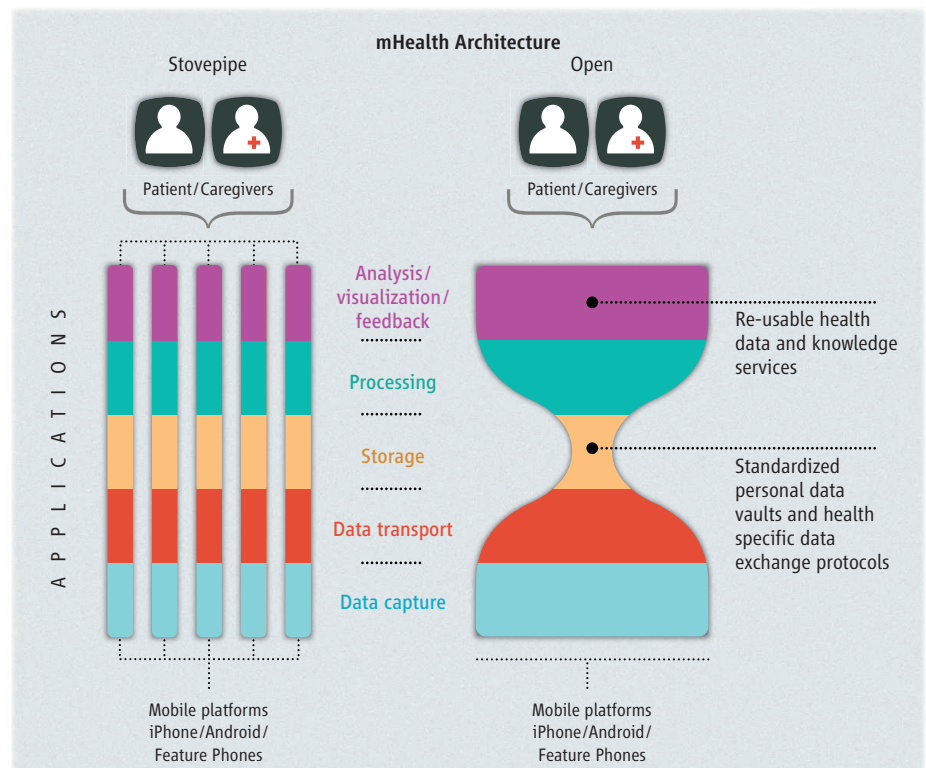 mHealth Architecture
Stovepipe
Open
Patient/Caregivers
Patient/Caregivers
APPLICATIONS
Analysis/
visualization/
feedback
Processing
Storage
Data transport
Data capture
Re-usable health
data and knowledge
services
Standardized
personal data
vaults and health
specific data
exchange protocols
Mobile platforms
iPhone/Android/
Feature Phones
Mobile platforms
iPhone/Android/
Feature Phones